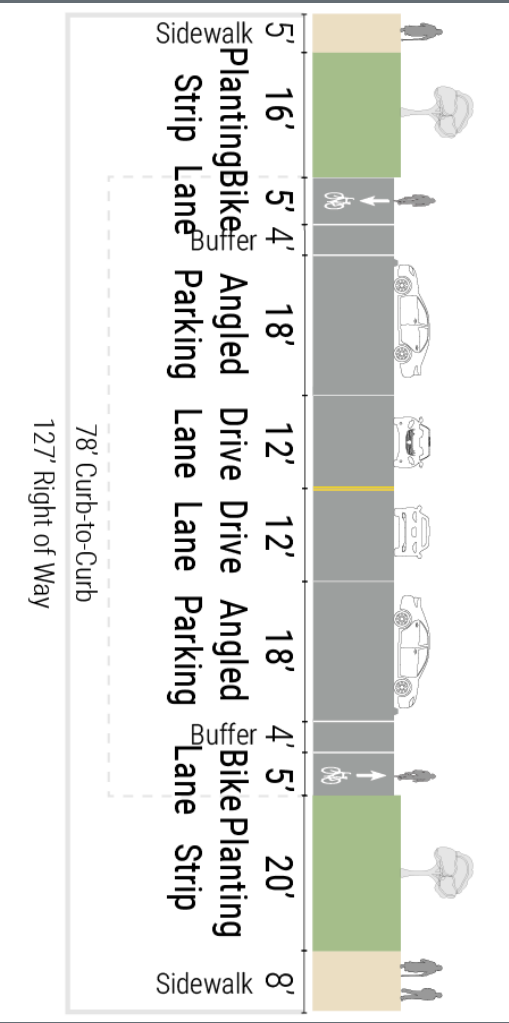 5'
Sidewalk
16'
Planting
Strip
5'
Bike
Lane
4'
Buffer
18'
Angled
Parking
12'
Drive
Lane
12'
Drive
Lane
18'
Angled
Parking
4'
Buffer
5'
Bike
Lane
20'
Planting
Strip
8'
Sidewalk
78' Curb-to-Curb
127' Right of Way